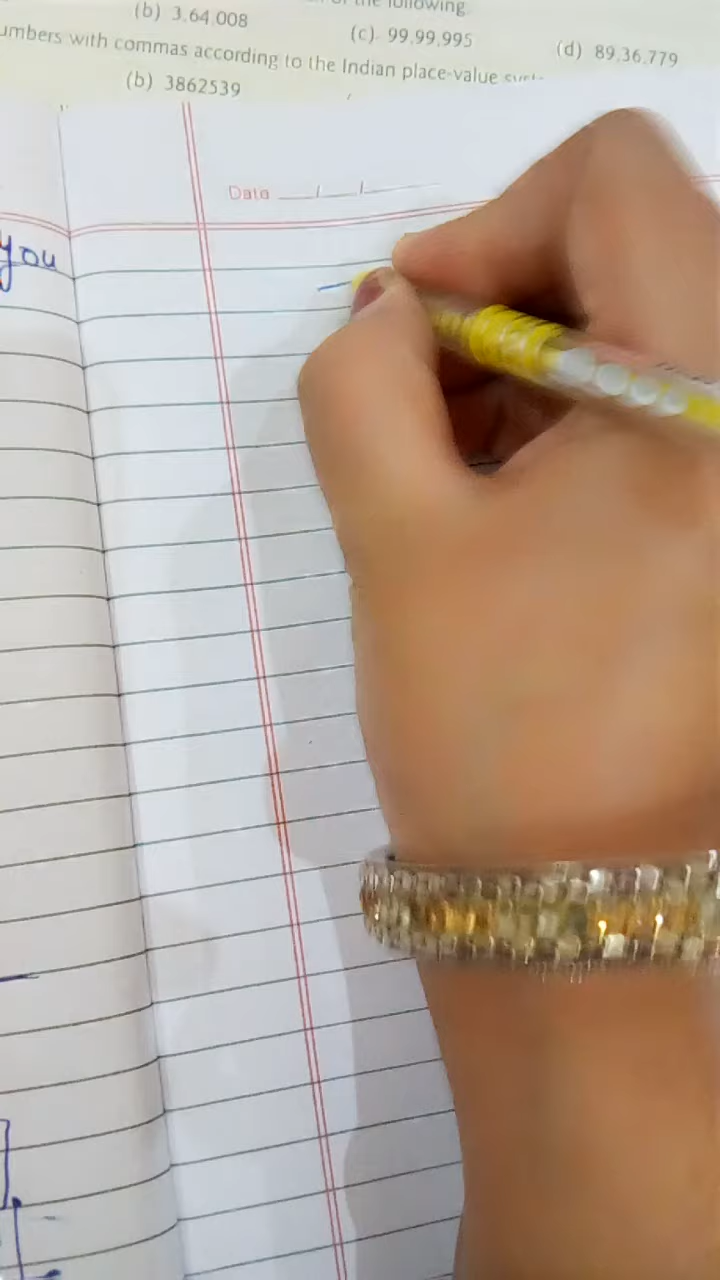 of the following
(b) 3,64,008
(c) 99,99,995
(d) 89,36,779
umbers with commas according to the Indian place-value
(b) 3862539
Date
you